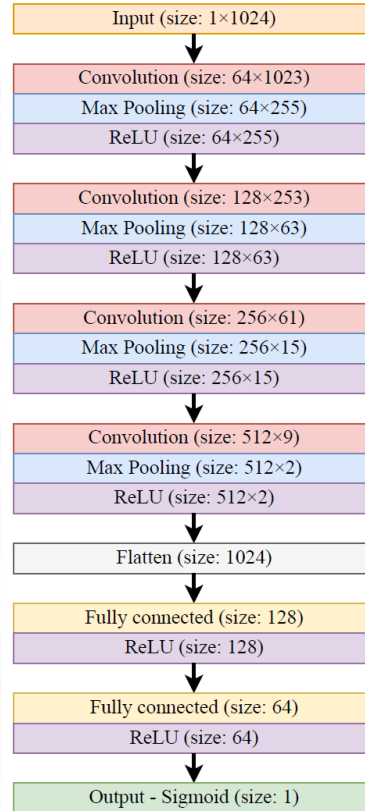 Input (size: 1×1024)
Convolution (size: 64×1023)
Max Pooling (size: 64×255)
ReLU (size: 64×255)
Convolution (size: 128×253)
Max Pooling (size: 128×63)
ReLU (size: 128×63)
Convolution (size: 256×61)
Max Pooling (size: 256×15)
ReLU (size: 256×15)
Convolution (size: 512×9)
Max Pooling (size: 512×2)
ReLU (size: 512×2)
Flatten (size: 1024)
Fully connected (size: 128)
ReLU (size: 128)
Fully connected (size: 64)
ReLU (size: 64)
Output - Sigmoid (size: 1)